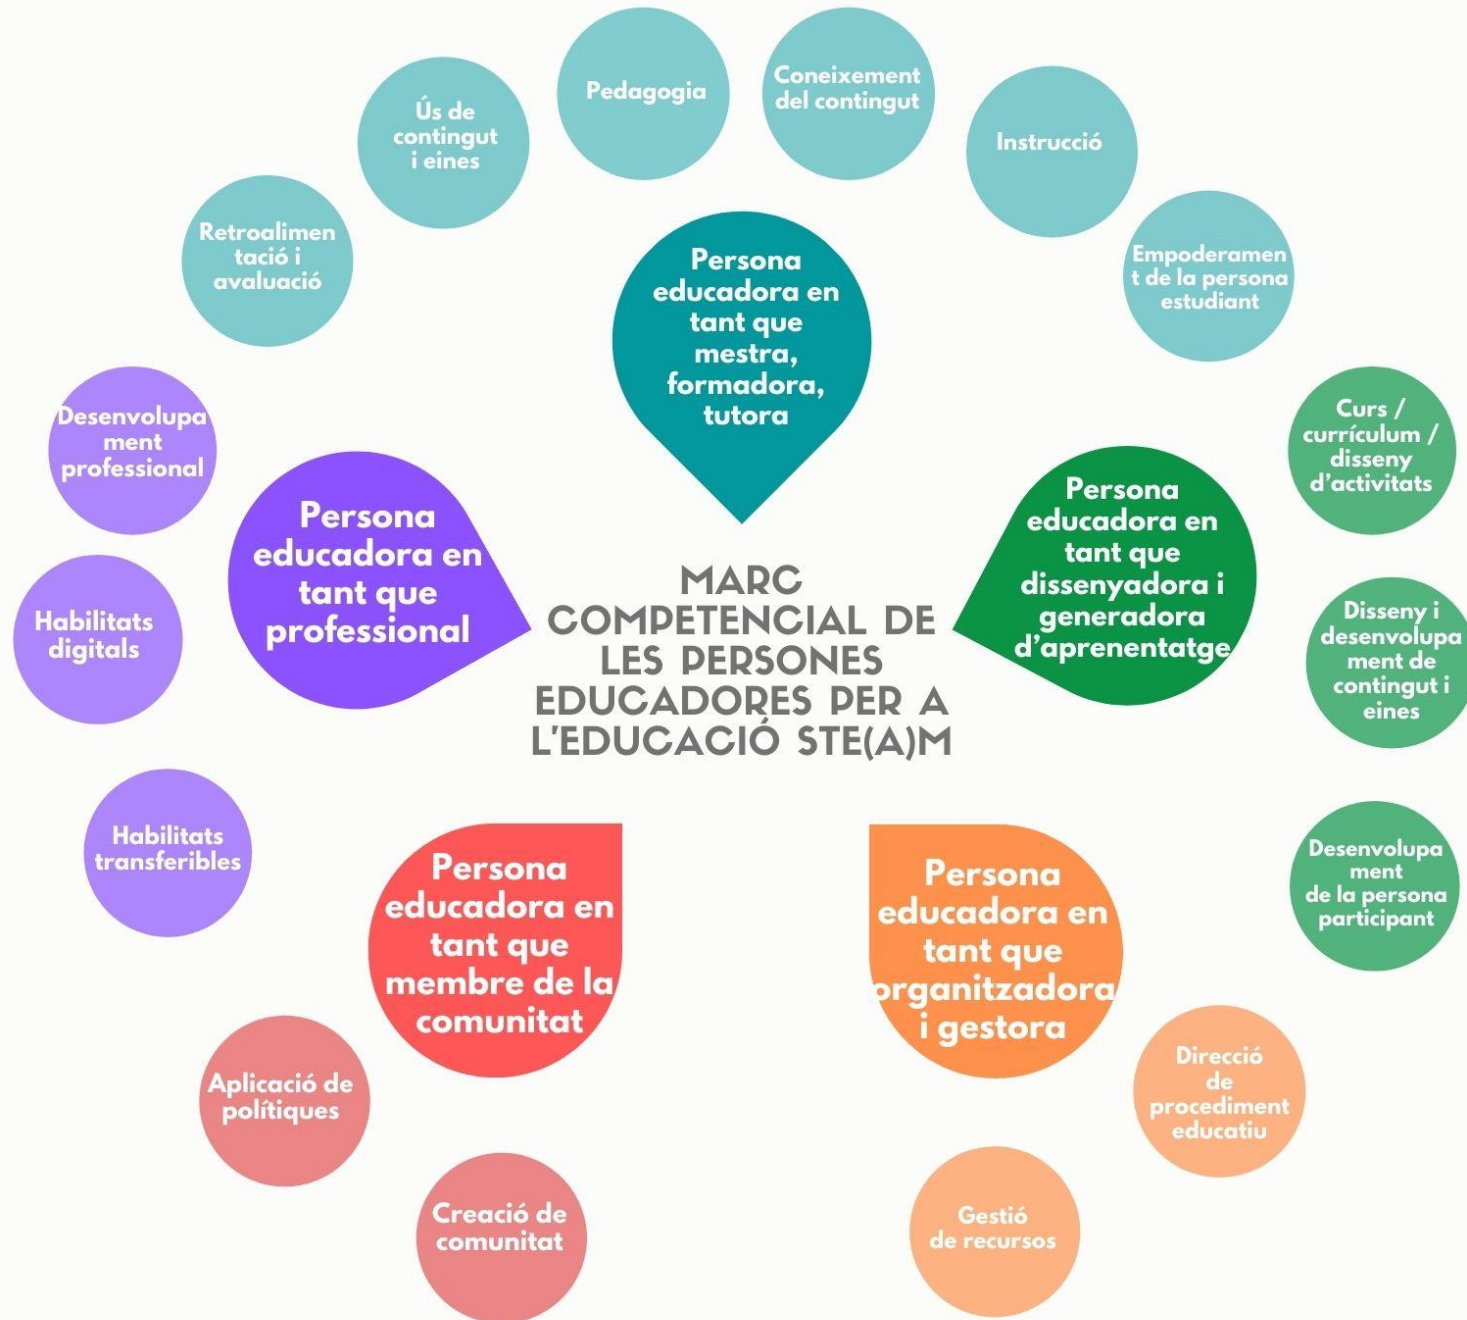 Pedagogia
Coneixement
del contingut
Ús de
contingut
i eines
Instrucció
Retroalimen
tació i
avaluació
Empoderamen
t de la persona
estudiant
Persona
educadora en
tant que
mestra,
formadora,
tutora
Desenvolupa
ment
professional
Curs /
currículum /
disseny
d'activitats
Persona
educadora en
tant que
professional
Persona
educadora en
tant que
dissenyadora i
generadora
d'aprenentatge
MARC
COMPETENCIAL DE
LES PERSONES
EDUCADORES PER A
L'EDUCACIÓ STE(A)M
Habilitats
digitals
Disseny i
desenvolupa
ment de
contingut i
eines
Habilitats
transferibles
Persona
educadora en
tant que
membre de la
comunitat
Persona
educadora en
tant que
organitzadora
i gestora
Desenvolupa
ment
de la persona
participant
Aplicació de
polítiques
Direcció
de
procediment
educatiu
Creació de
comunitat
Gestió
de recursos